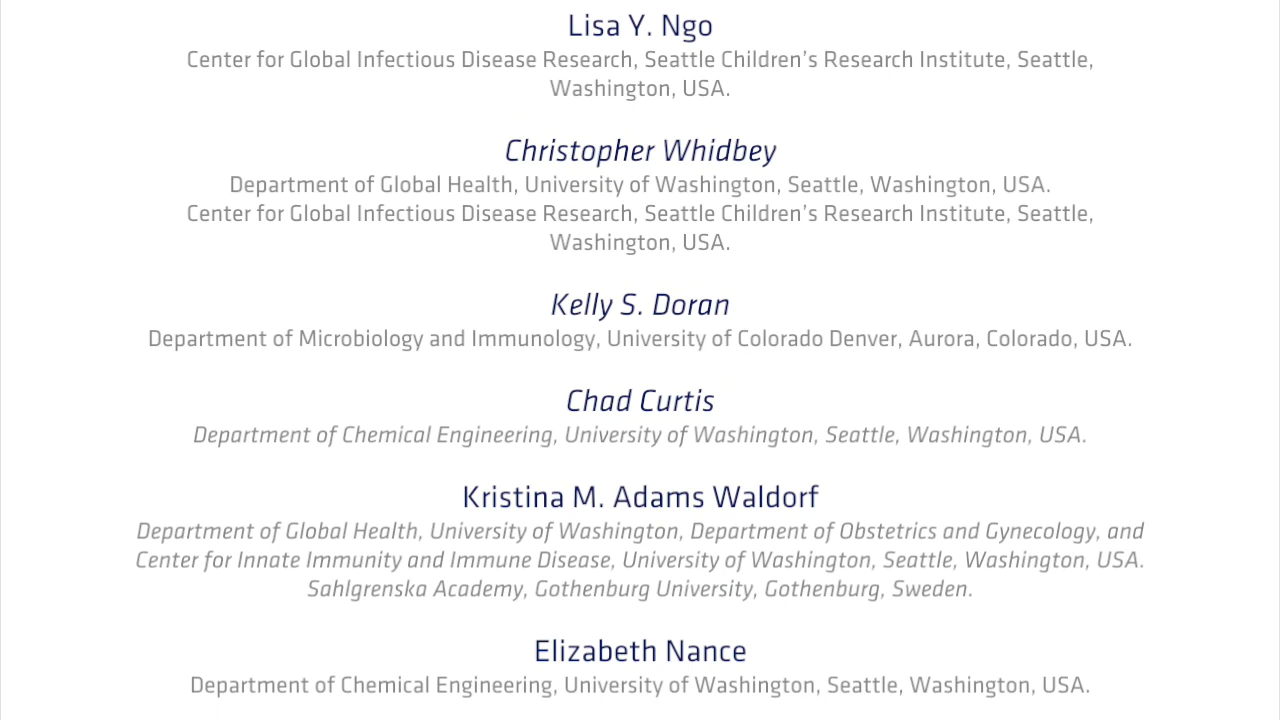 Lisa Y. Ngo
Center for Global Infectious Disease Research, Seattle Children's Research Institute, Seattle,
Washington, USA.
Christopher Whidbey
Department of Global Health, University of Washington, Seattle, Washington, USA.
Center for Global Infectious Disease Research, Seattle Children's Research Institute, Seattle,
Washington, USA.
Kelly S. Doran
Department of Microbiology and Immunology, University of Colorado Denver, Aurora, Colorado, USA.
Chad Curtis
Department of Chemical Engineering, University of Washington, Seattle, Washington, USA.
Kristina M. Adams Waldorf
Department of Global Health, University of Washington, Department of Obstetrics and Gynecology, and
Center for Innate Immunity and Immune Disease, University of Washington, Seattle, Washington, USA.
Sahlgrenska Academy, Gothenburg University, Gothenburg, Sweden.
Elizabeth Nance
Department of Chemical Engineering, University of Washington, Seattle, Washington, USA.